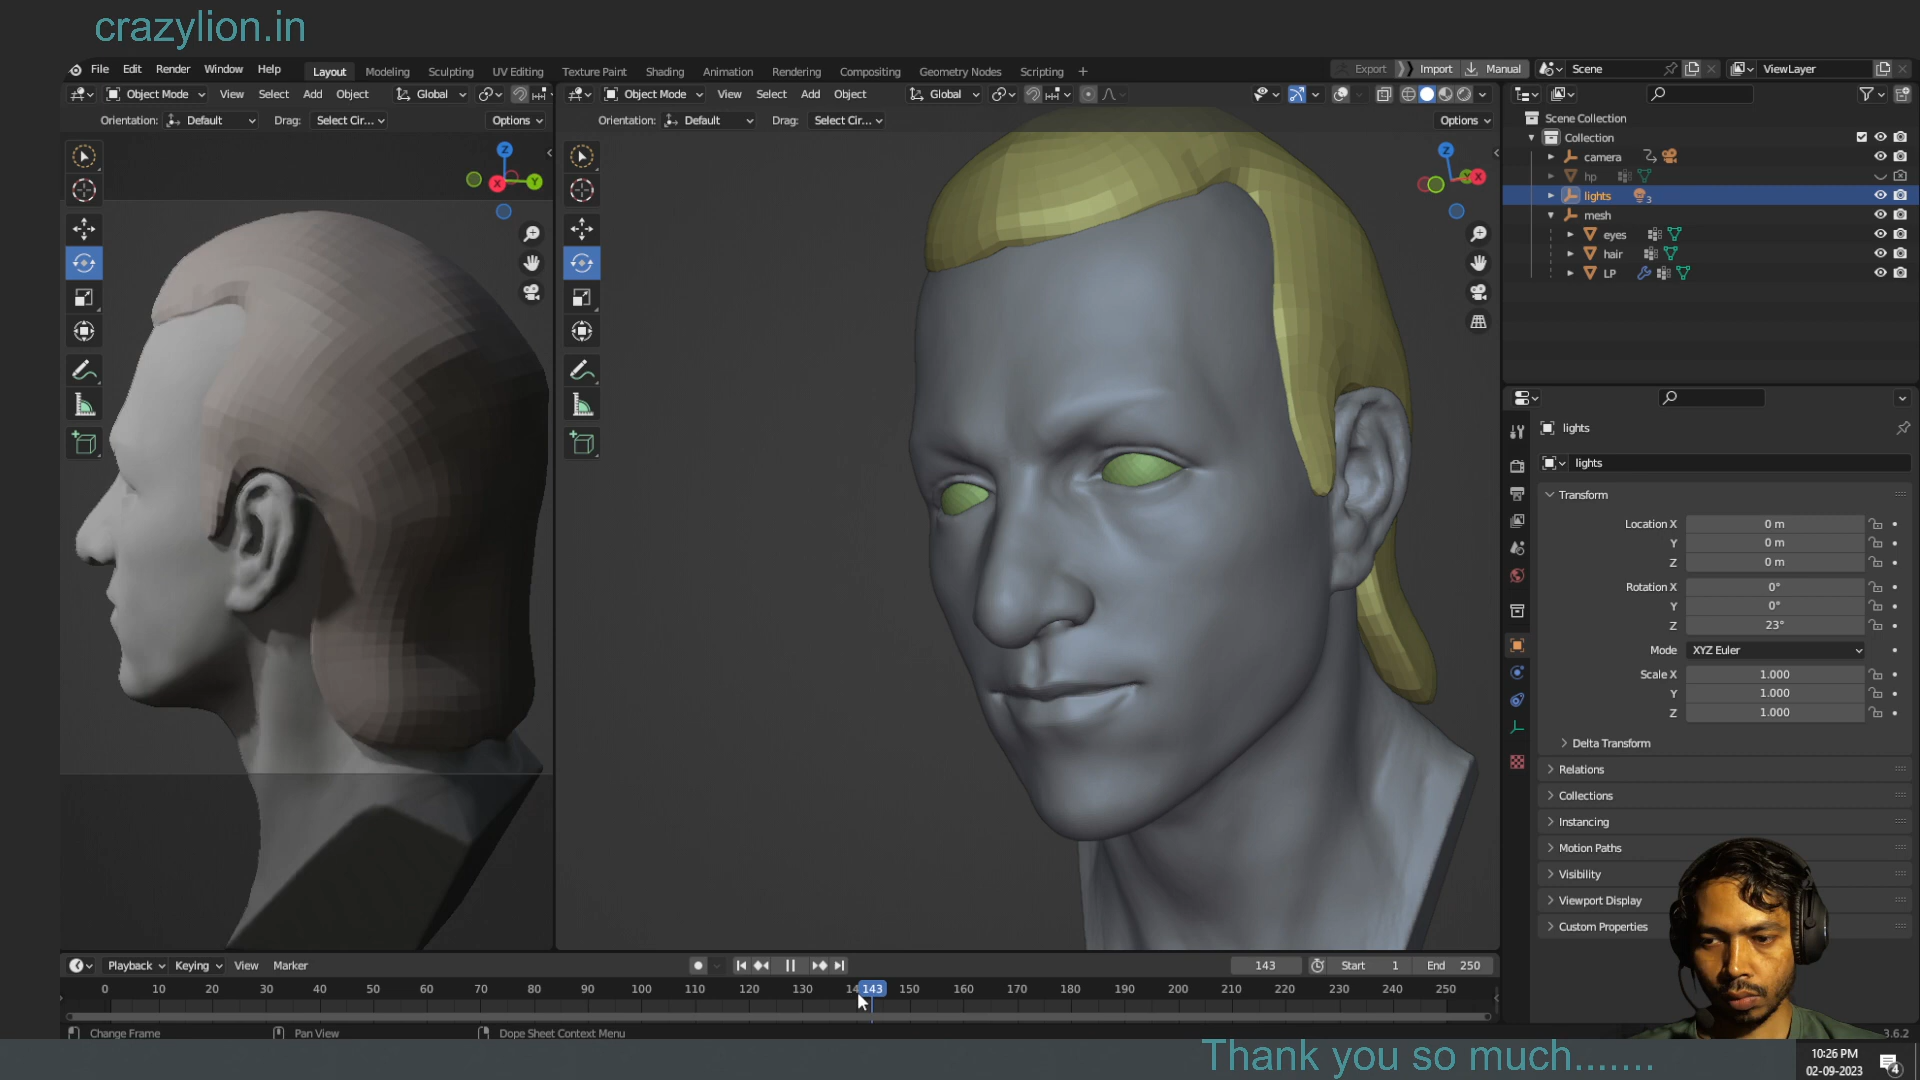 crazylion.in
File Edit Render Window Help Layout Modeling Sculpting UV Editing Texture Paint Shading Animation Rendering Compositing Geometry Nodes Scripting + Export Import Manual Scene ViewLayer
Object Mode View Select Add Object Global Object Mode View Select Add Object Global
Orientation: Default Drag: Select Cir... Options Orientation: Default Drag: Select Cir... Options
Scene Collection
Collection
camera
hp
lights 3
mesh
eyes
hair
LP
Z X Y
Z Y X
lights
lights
Transform
Location X 0 m
Y 0 m
Z 0 m
Rotation X 0°
Y 0°
Z 23°
Mode XYZ Euler
Scale X 1.000
Y 1.000
Z 1.000
Delta Transform
Relations
Collections
Instancing
Motion Paths
Visibility
Viewport Display
Custom Properties
Playback Keying View Marker 143 Start 1 End 250
0 10 20 30 40 50 60 70 80 90 100 110 120 130 143 150 160 170 180 190 200 210 220 230 240 250
Change Frame Pan View Dope Sheet Context Menu 3.6.2
Thank you so much.......
10:26 PM
02-09-2023
4